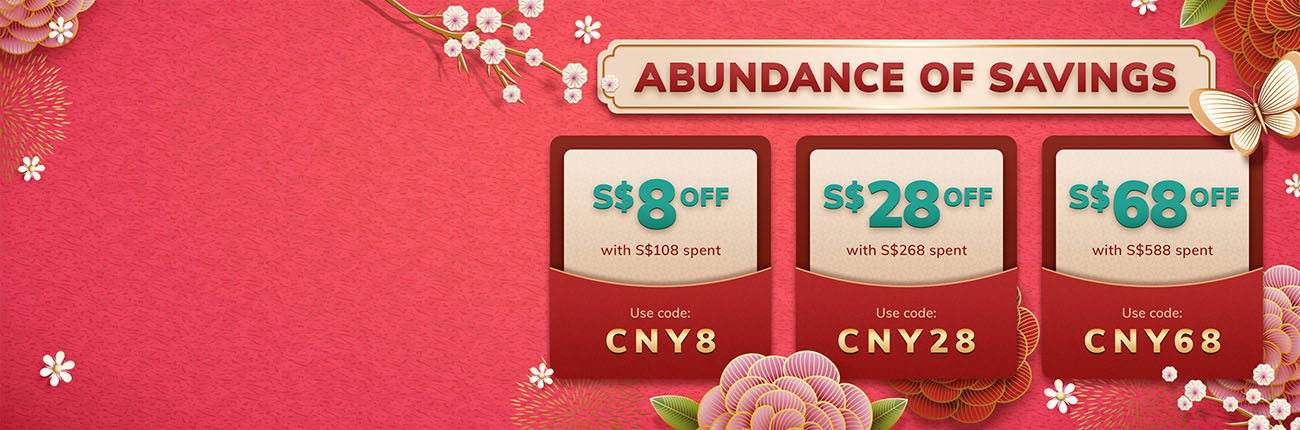 ABUNDANCE OF SAVINGS
S$8 OFF
with S$108 spent
Use code:
CNY8
S$28 OFF
with S$268 spent
Use code:
CNY28
S$68 OFF
with S$588 spent
Use code:
CNY68